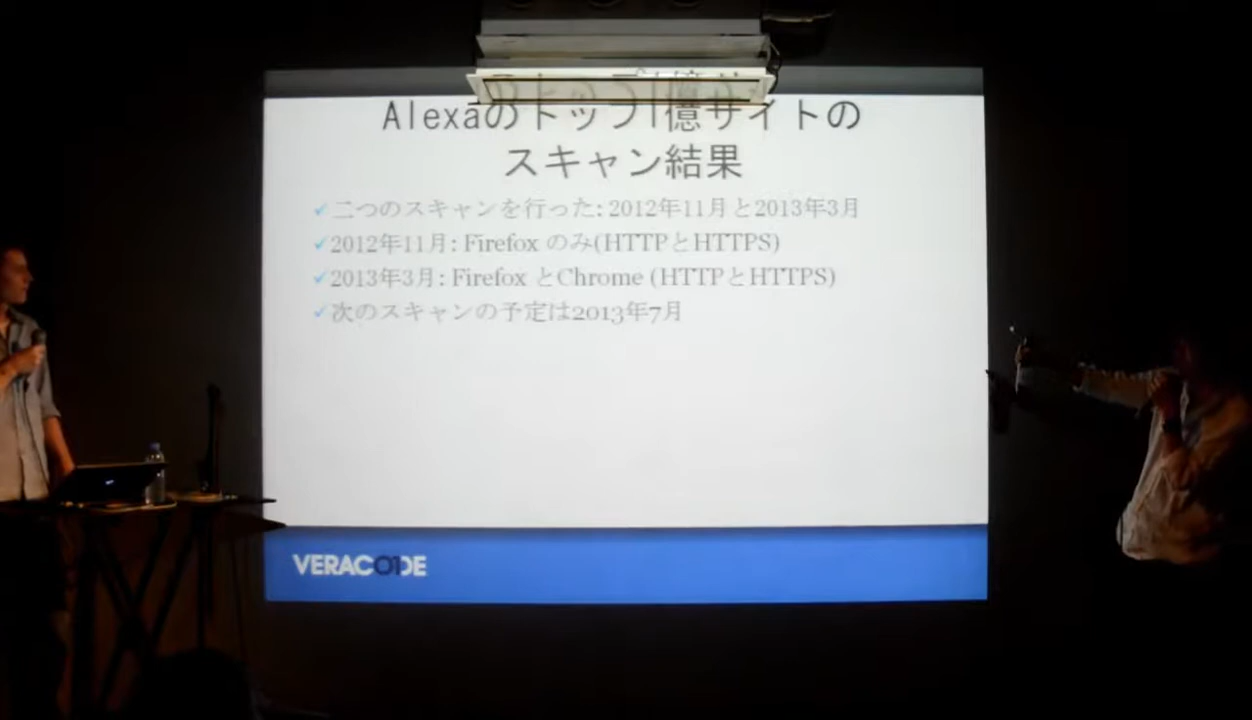 Alexaのトップ1億サイトの
スキャン結果
二つのスキャンを行った: 2012年11月と2013年3月
2012年11月: Firefox のみ(HTTPとHTTPS)
2013年3月: Firefox とChrome (HTTPとHTTPS)
次のスキャンの予定は2013年7月
VERACODE